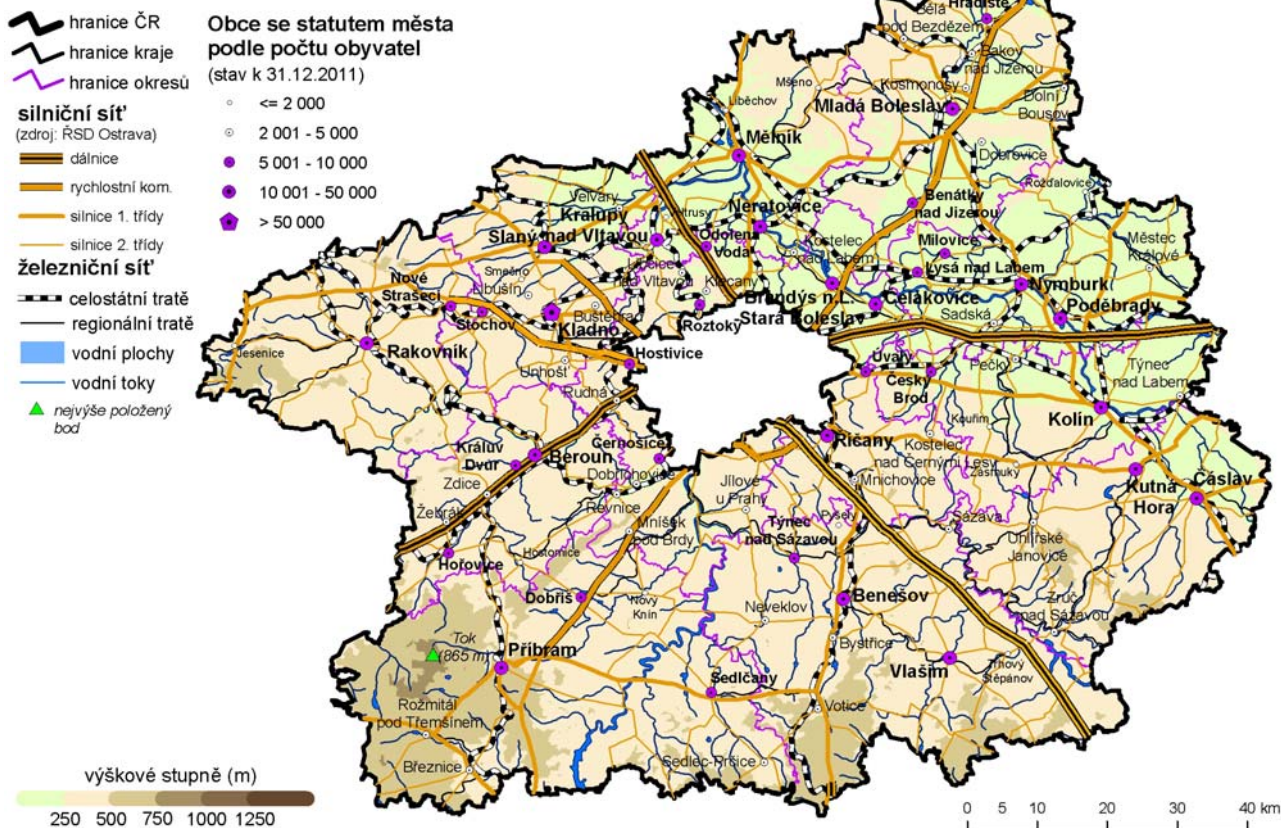 hranice ČR
hranice kraje
hranice okresů
silniční síť
(zdroj: ŘSD Ostrava)
dálnice
rychlostní kom.
silnice 1. třídy
silnice 2. třídy
železniční síť
celostátní tratě
regionální tratě
vodní plochy
vodní toky
nejvýše položený
bod
Obce se statutem města
podle počtu obyvatel
(stav k 31.12.2011)
<= 2 000
2 001 - 5 000
5 001 - 10 000
10 001 - 50 000
> 50 000
Hradiště
Bělá
pod Bezdězem
Bakov
nad Jizerou
Mšeno
Kosmonosy
Liběchov
Mladá Boleslav
Dolní
Bousov
Mělník
Dobrovice
Rožďalovice
Velvary
Benátky
nad Jizerou
Kralupy
nad Vltavou
Slaný
Veltrusy
Neratovice
Odolena
Voda
Kostelec
nad Labem
Milovice
Městec
Králové
Nové
Strašecí
Smečno
Libušín
Libčice
nad Vltavou
Klecany
Lysá nad Labem
Nymburk
Brandýs n.L.
Stará Boleslav
Čelákovice
Poděbrady
Sadská
Stochov
Kladno
Buštěhrad
Roztoky
Rakovník
Jesenice
Hostivice
Unhošť
Rudná
Úvaly
Český
Brod
Pečky
Týnec
nad Labem
Kolín
Kouřim
Králův
Dvůr
Beroun
Černošice
Říčany
Kostelec
nad Černými Lesy
Zásmuky
Dobřichovice
Mnichovice
Kutná
Hora
Čáslav
Zdice
Žebrák
Řevnice
Jílové
u Prahy
Pyšely
Sázava
Mníšek
pod Brdy
Týnec
nad Sázavou
Uhlířské
Janovice
Hořovice
Hostomice
Dobříš
Nový
Knín
Neveklov
Benešov
Zruč
nad Sázavou
Bystřice
Tok
(865 m)
Příbram
Vlašim
Trhový
Štěpánov
Sedlčany
Rožmitál
pod Třemšínem
Votice
Březnice
Sedlec-Prčice
výškové stupně (m)
250 500 750 1000 1250
0 5 10 20 30 40 km